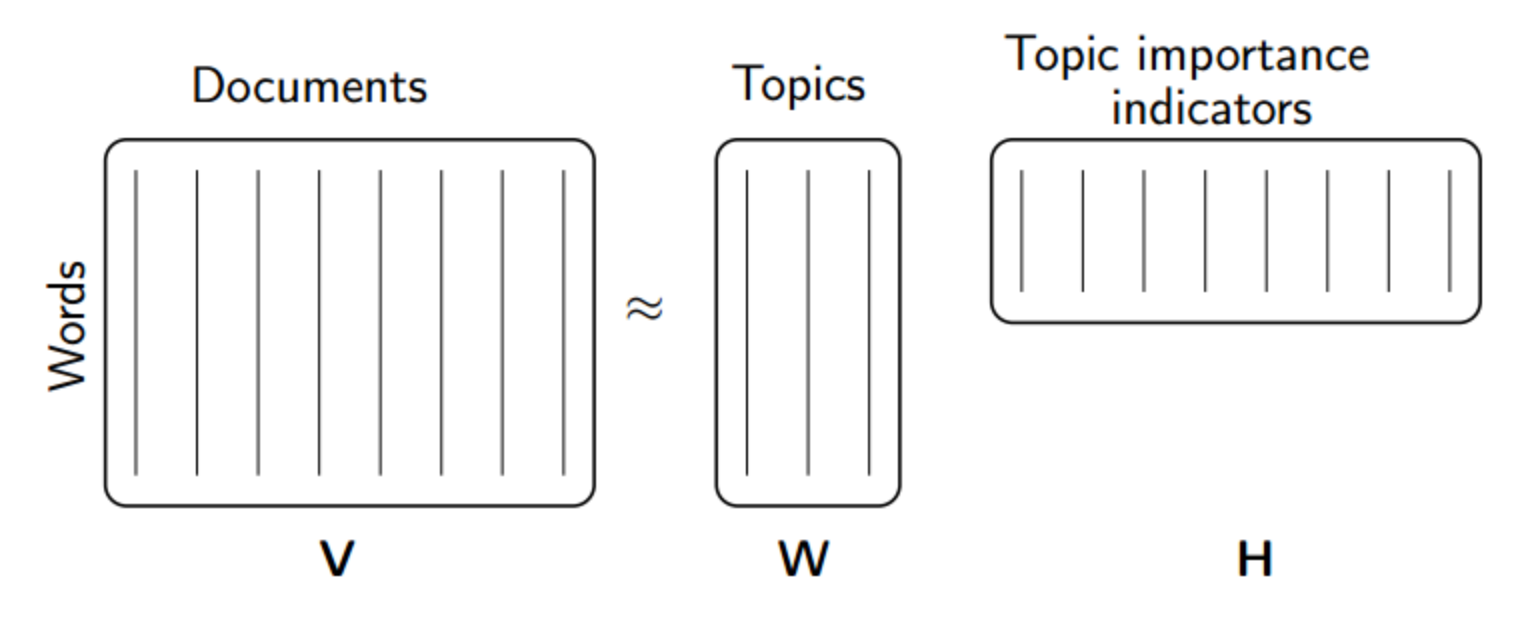 Documents
Topics
Topic importance
indicators
Words
≈
V
W
H